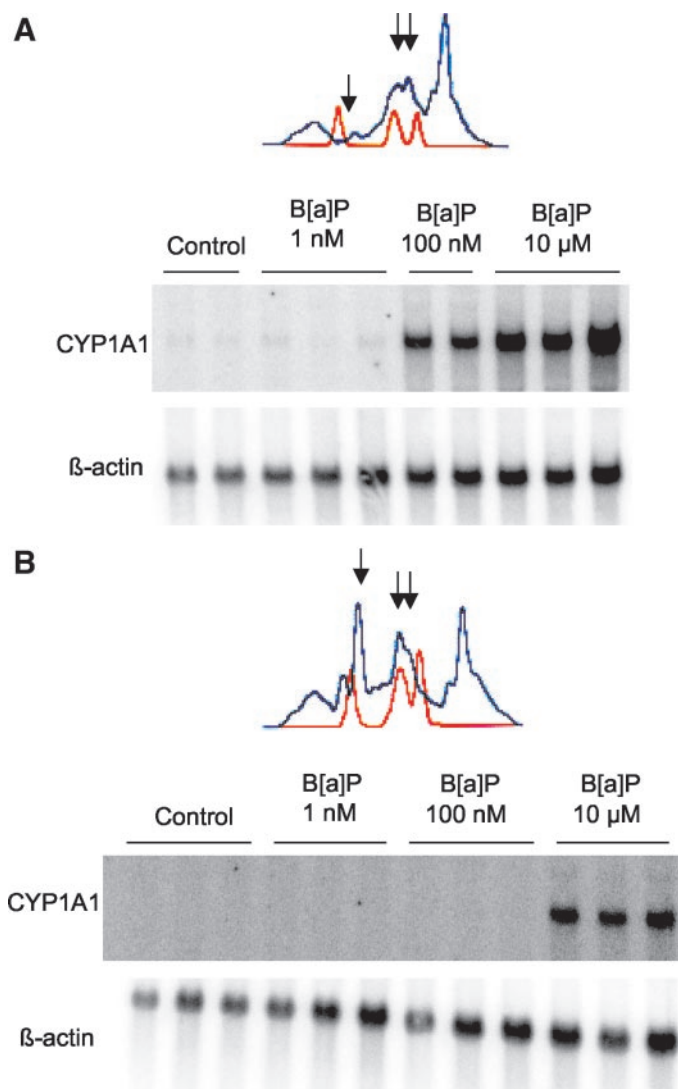 A
B[a]P B[a]P B[a]P
Control 1 nM 100 nM 10 µM
CYP1A1
ß-actin
B
B[a]P B[a]P B[a]P
Control 1 nM 100 nM 10 µM
CYP1A1
ß-actin